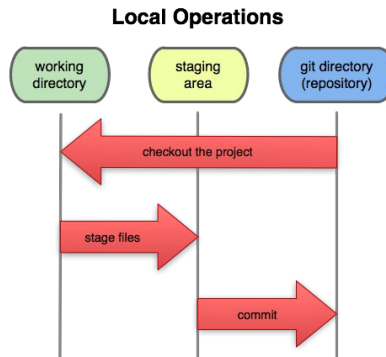 Local Operations
working
directory
staging
area
git directory
(repository)
checkout the project
stage files
commit